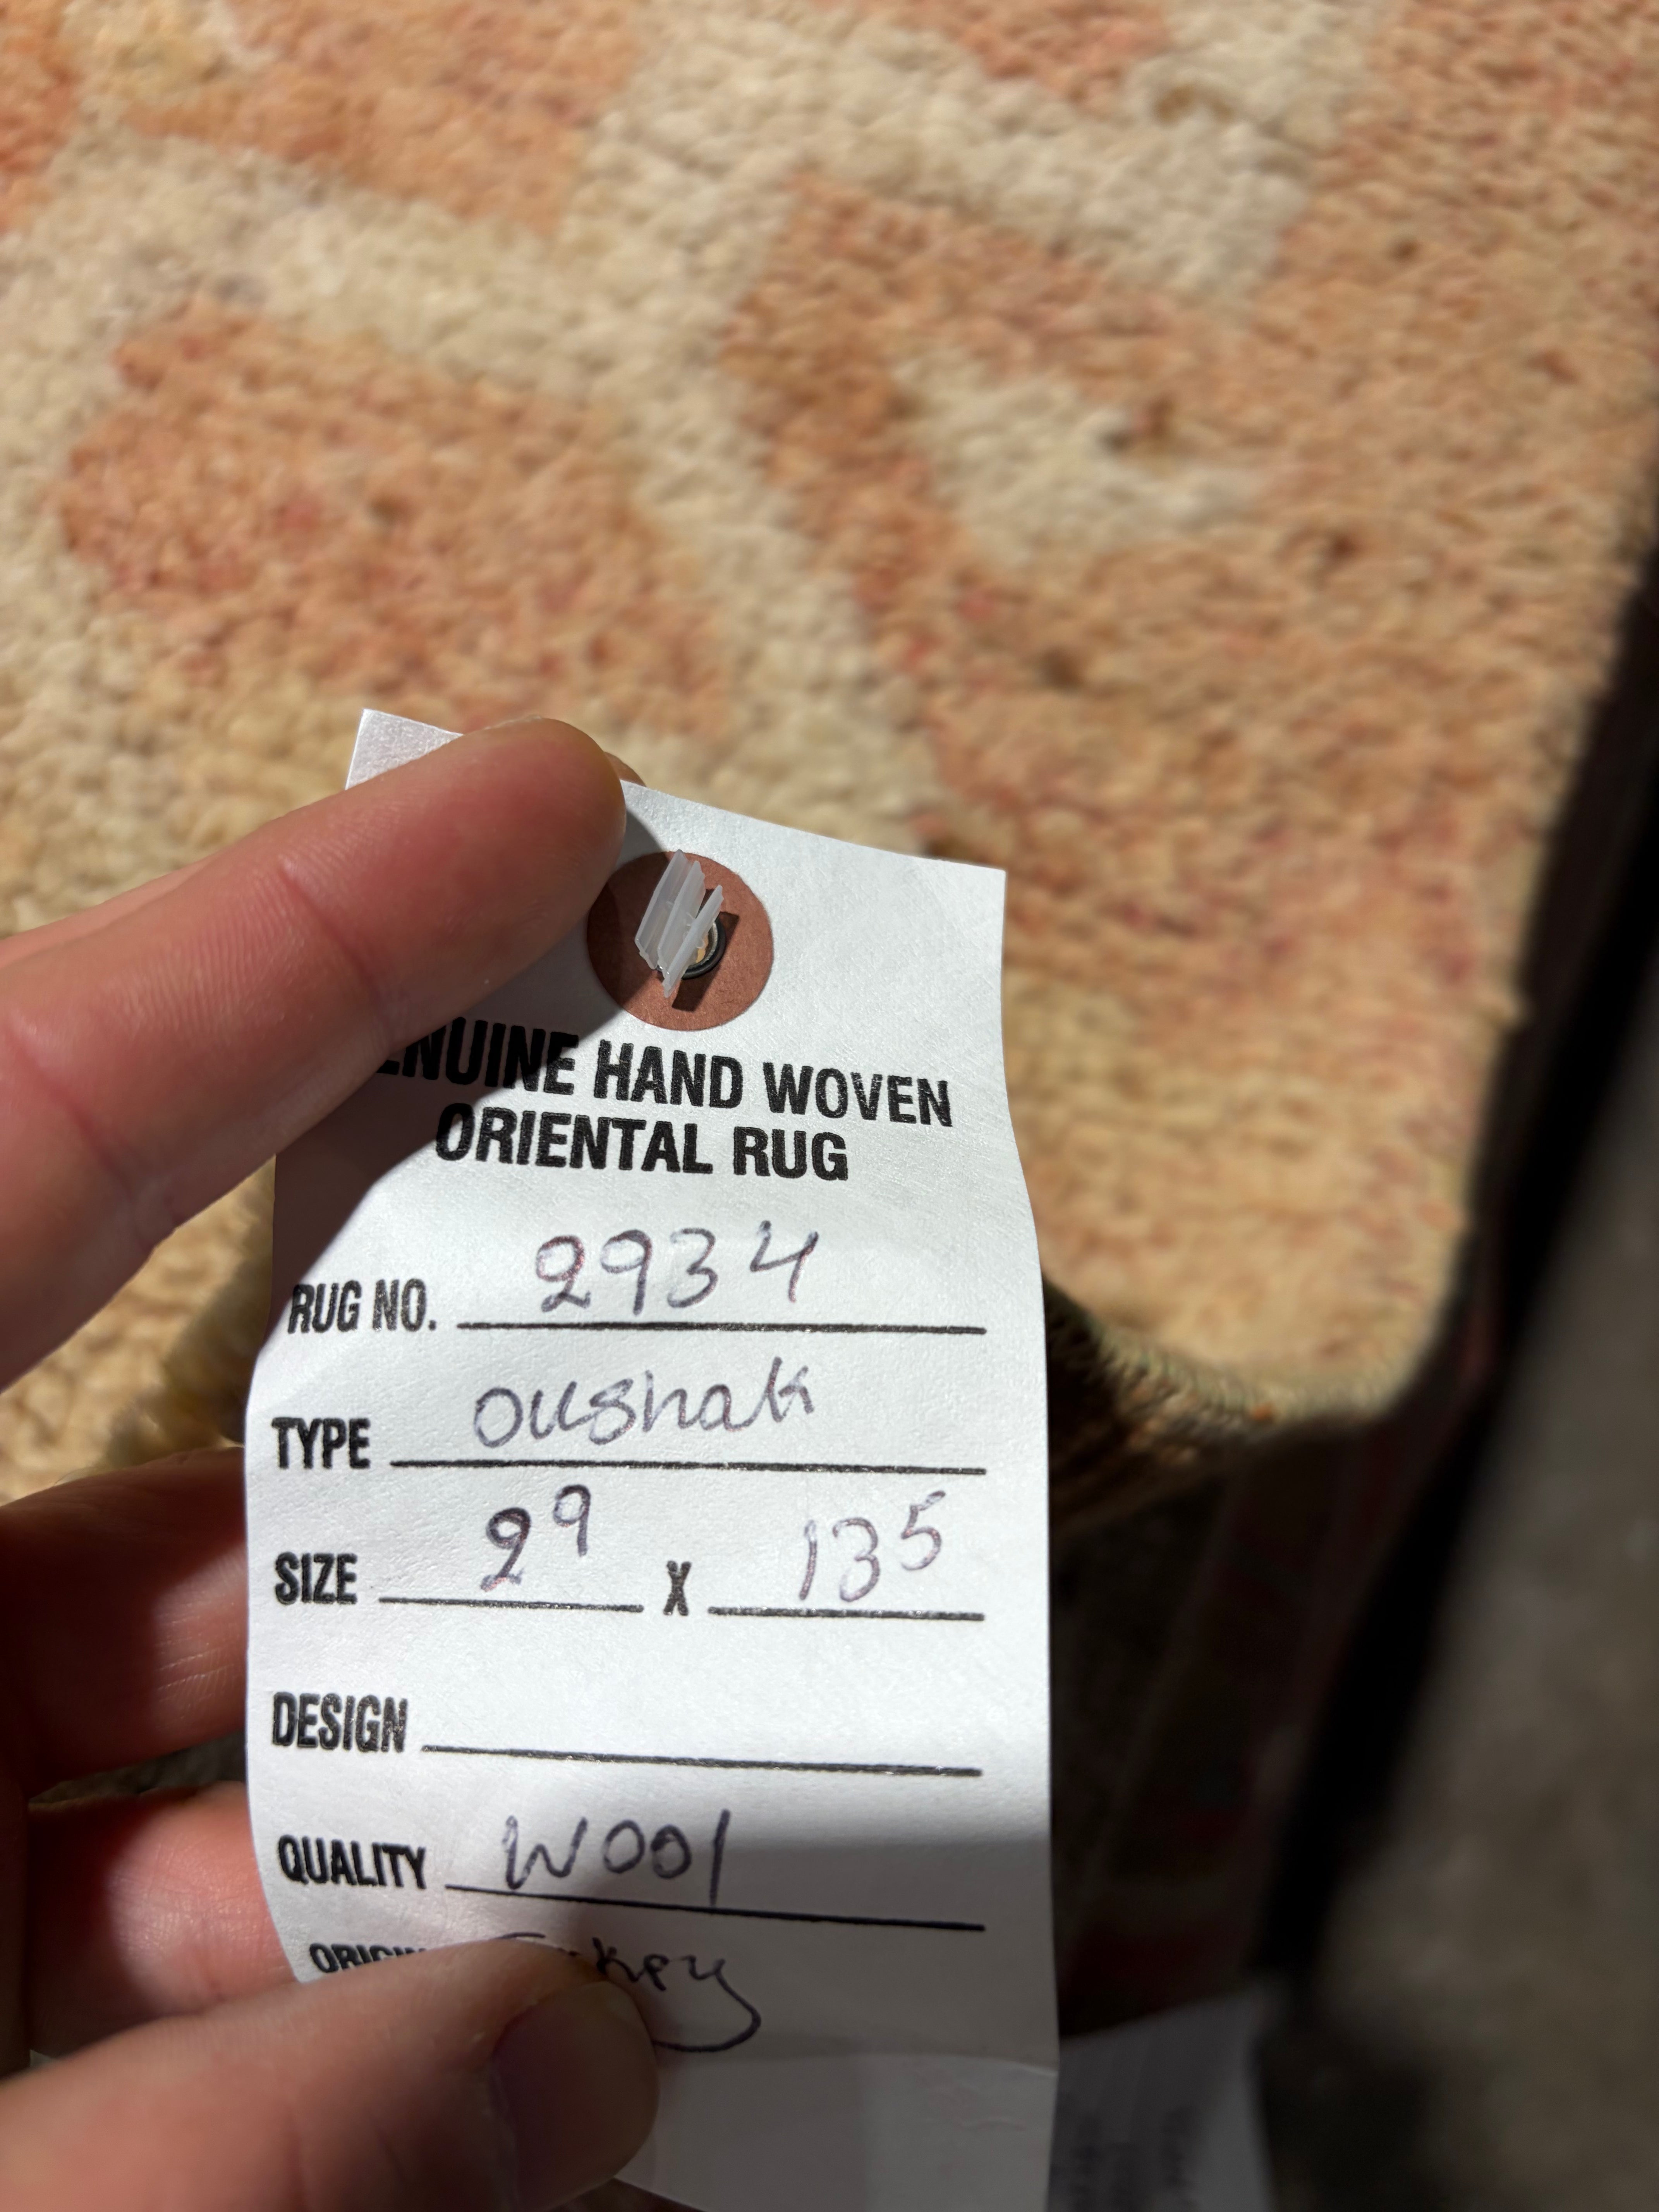 ENUINE HAND WOVEN
ORIENTAL RUG
RUG NO. 2934
TYPE Oushak
SIZE 2⁹ X 13⁵
DESIGN
QUALITY Wool